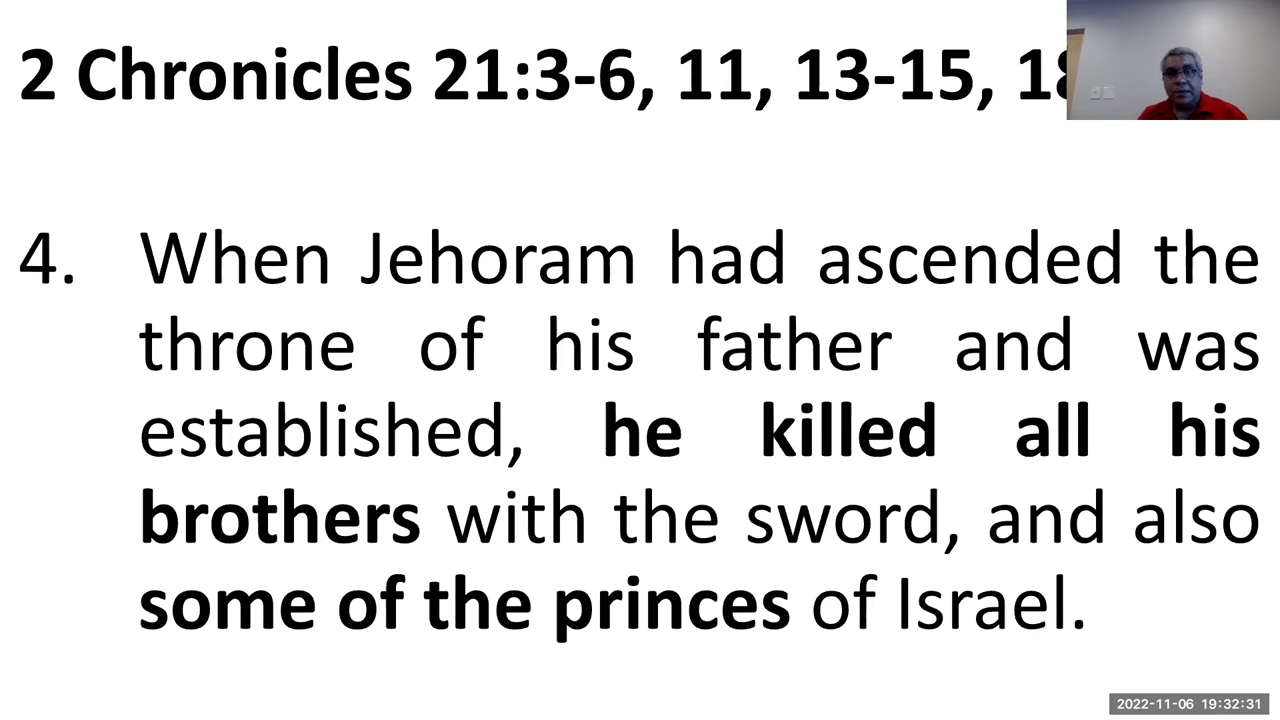 2 Chronicles 21:3-6, 11, 13-15, 18
4. When Jehoram had ascended the
throne of his father and was
established, he killed all his
brothers with the sword, and also
some of the princes of Israel.
2022-11-06 19:32:31